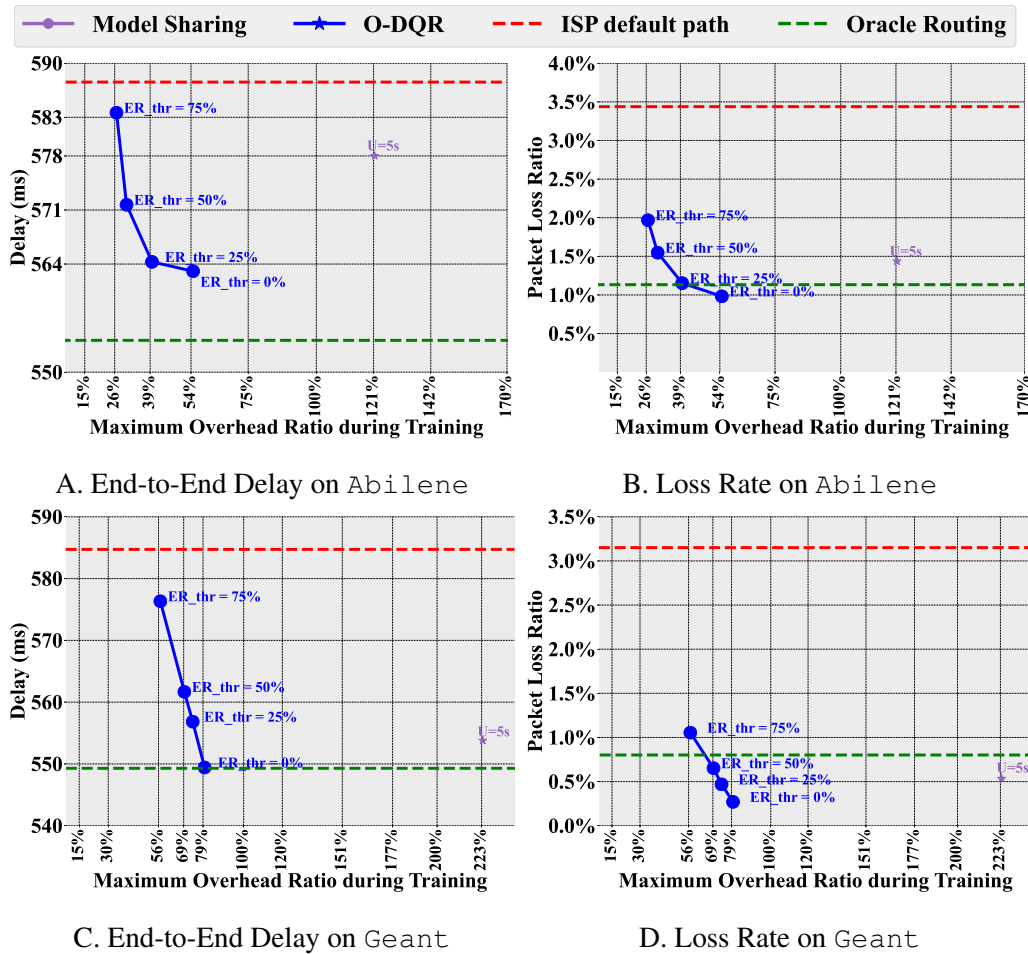 Model Sharing O-DQR ISP default path Oracle Routing
590
583
578
571
564
550
Delay (ms)
ER_thr = 75%
ER_thr = 50%
ER_thr = 25%
ER_thr = 0%
U=5s
15% 26% 39% 54% 75% 100% 121% 142% 170%
Maximum Overhead Ratio during Training
A. End-to-End Delay on Abilene
4.0%
3.5%
3.0%
2.5%
2.0%
1.5%
1.0%
0.5%
Packet Loss Ratio
ER_thr = 75%
ER_thr = 50%
ER_thr = 25%
ER_thr = 0%
U=5s
15% 26% 39% 54% 75% 100% 121% 142% 170%
Maximum Overhead Ratio during Training
B. Loss Rate on Abilene
590
580
570
560
550
540
Delay (ms)
ER_thr = 75%
ER_thr = 50%
ER_thr = 25%
ER_thr = 0%
U=5s
15% 56% 69% 79% 100% 120% 151% 177% 200% 223%
Maximum Overhead Ratio during Training
C. End-to-End Delay on Geant
3.5%
3.0%
2.5%
2.0%
1.5%
1.0%
0.5%
0.0%
Packet Loss Ratio
ER_thr = 75%
ER_thr = 50%
ER_thr = 25%
ER_thr = 0%
U=5s
15% 56% 69% 79% 100% 120% 151% 177% 200% 223%
Maximum Overhead Ratio during Training
D. Loss Rate on Geant